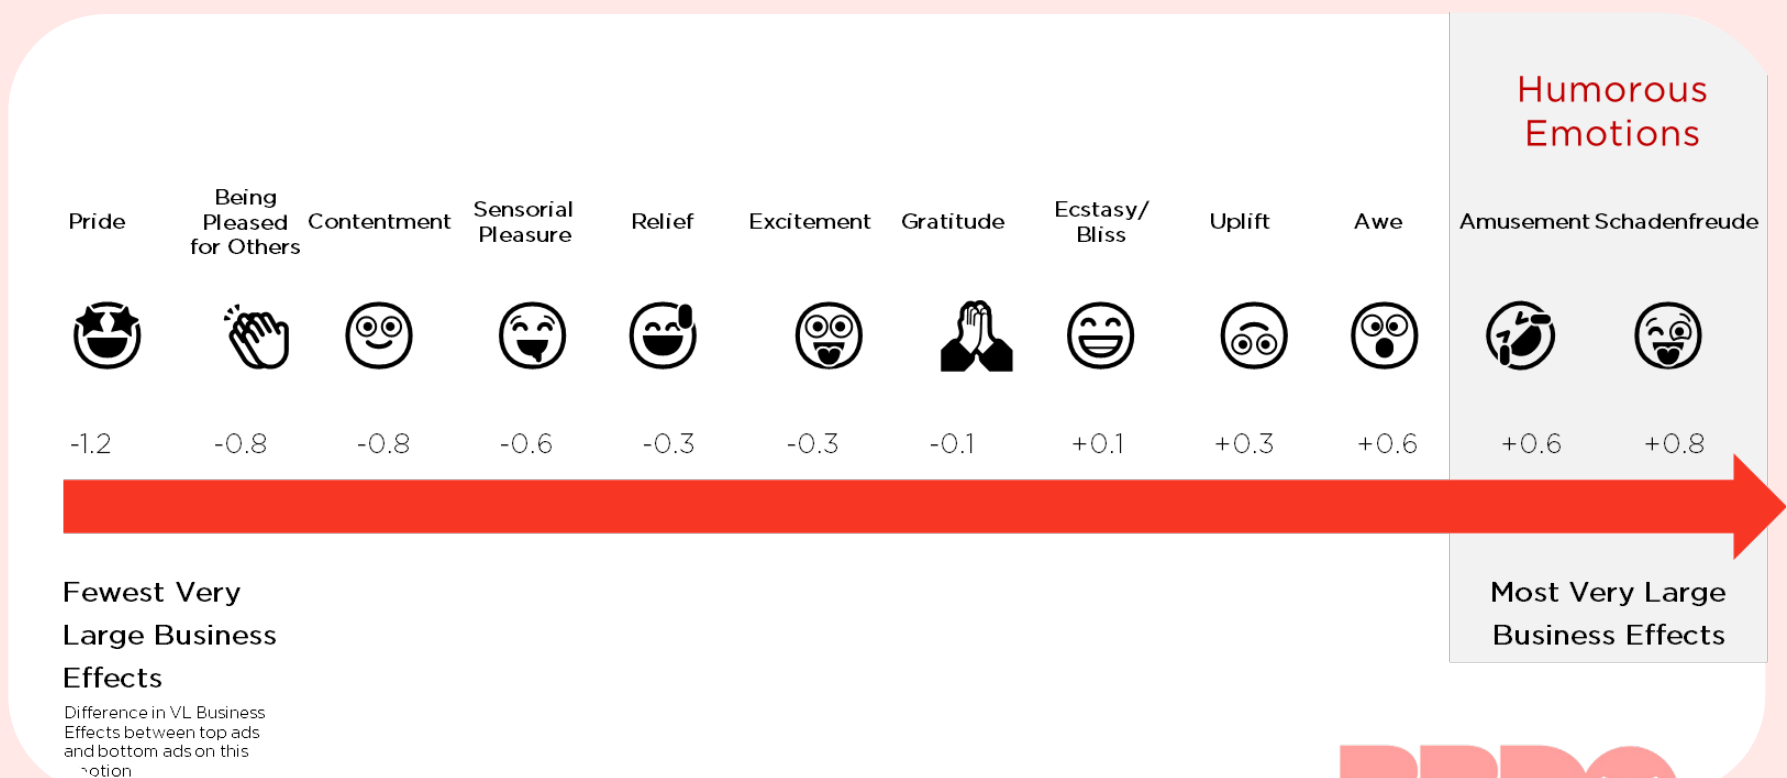 Humorous
Emotions
Pride
Being
Pleased
for Others
Contentment
Sensorial
Pleasure
Relief
Excitement
Gratitude
Ecstasy/
Bliss
Uplift
Awe
Amusement
Schadenfreude
-1.2
-0.8
-0.8
-0.6
-0.3
-0.3
-0.1
+0.1
+0.3
+0.6
+0.6
+0.8
Fewest Very
Large Business
Effects
Most Very Large
Business Effects
Difference in VL Business
Effects between top ads
and bottom ads on this